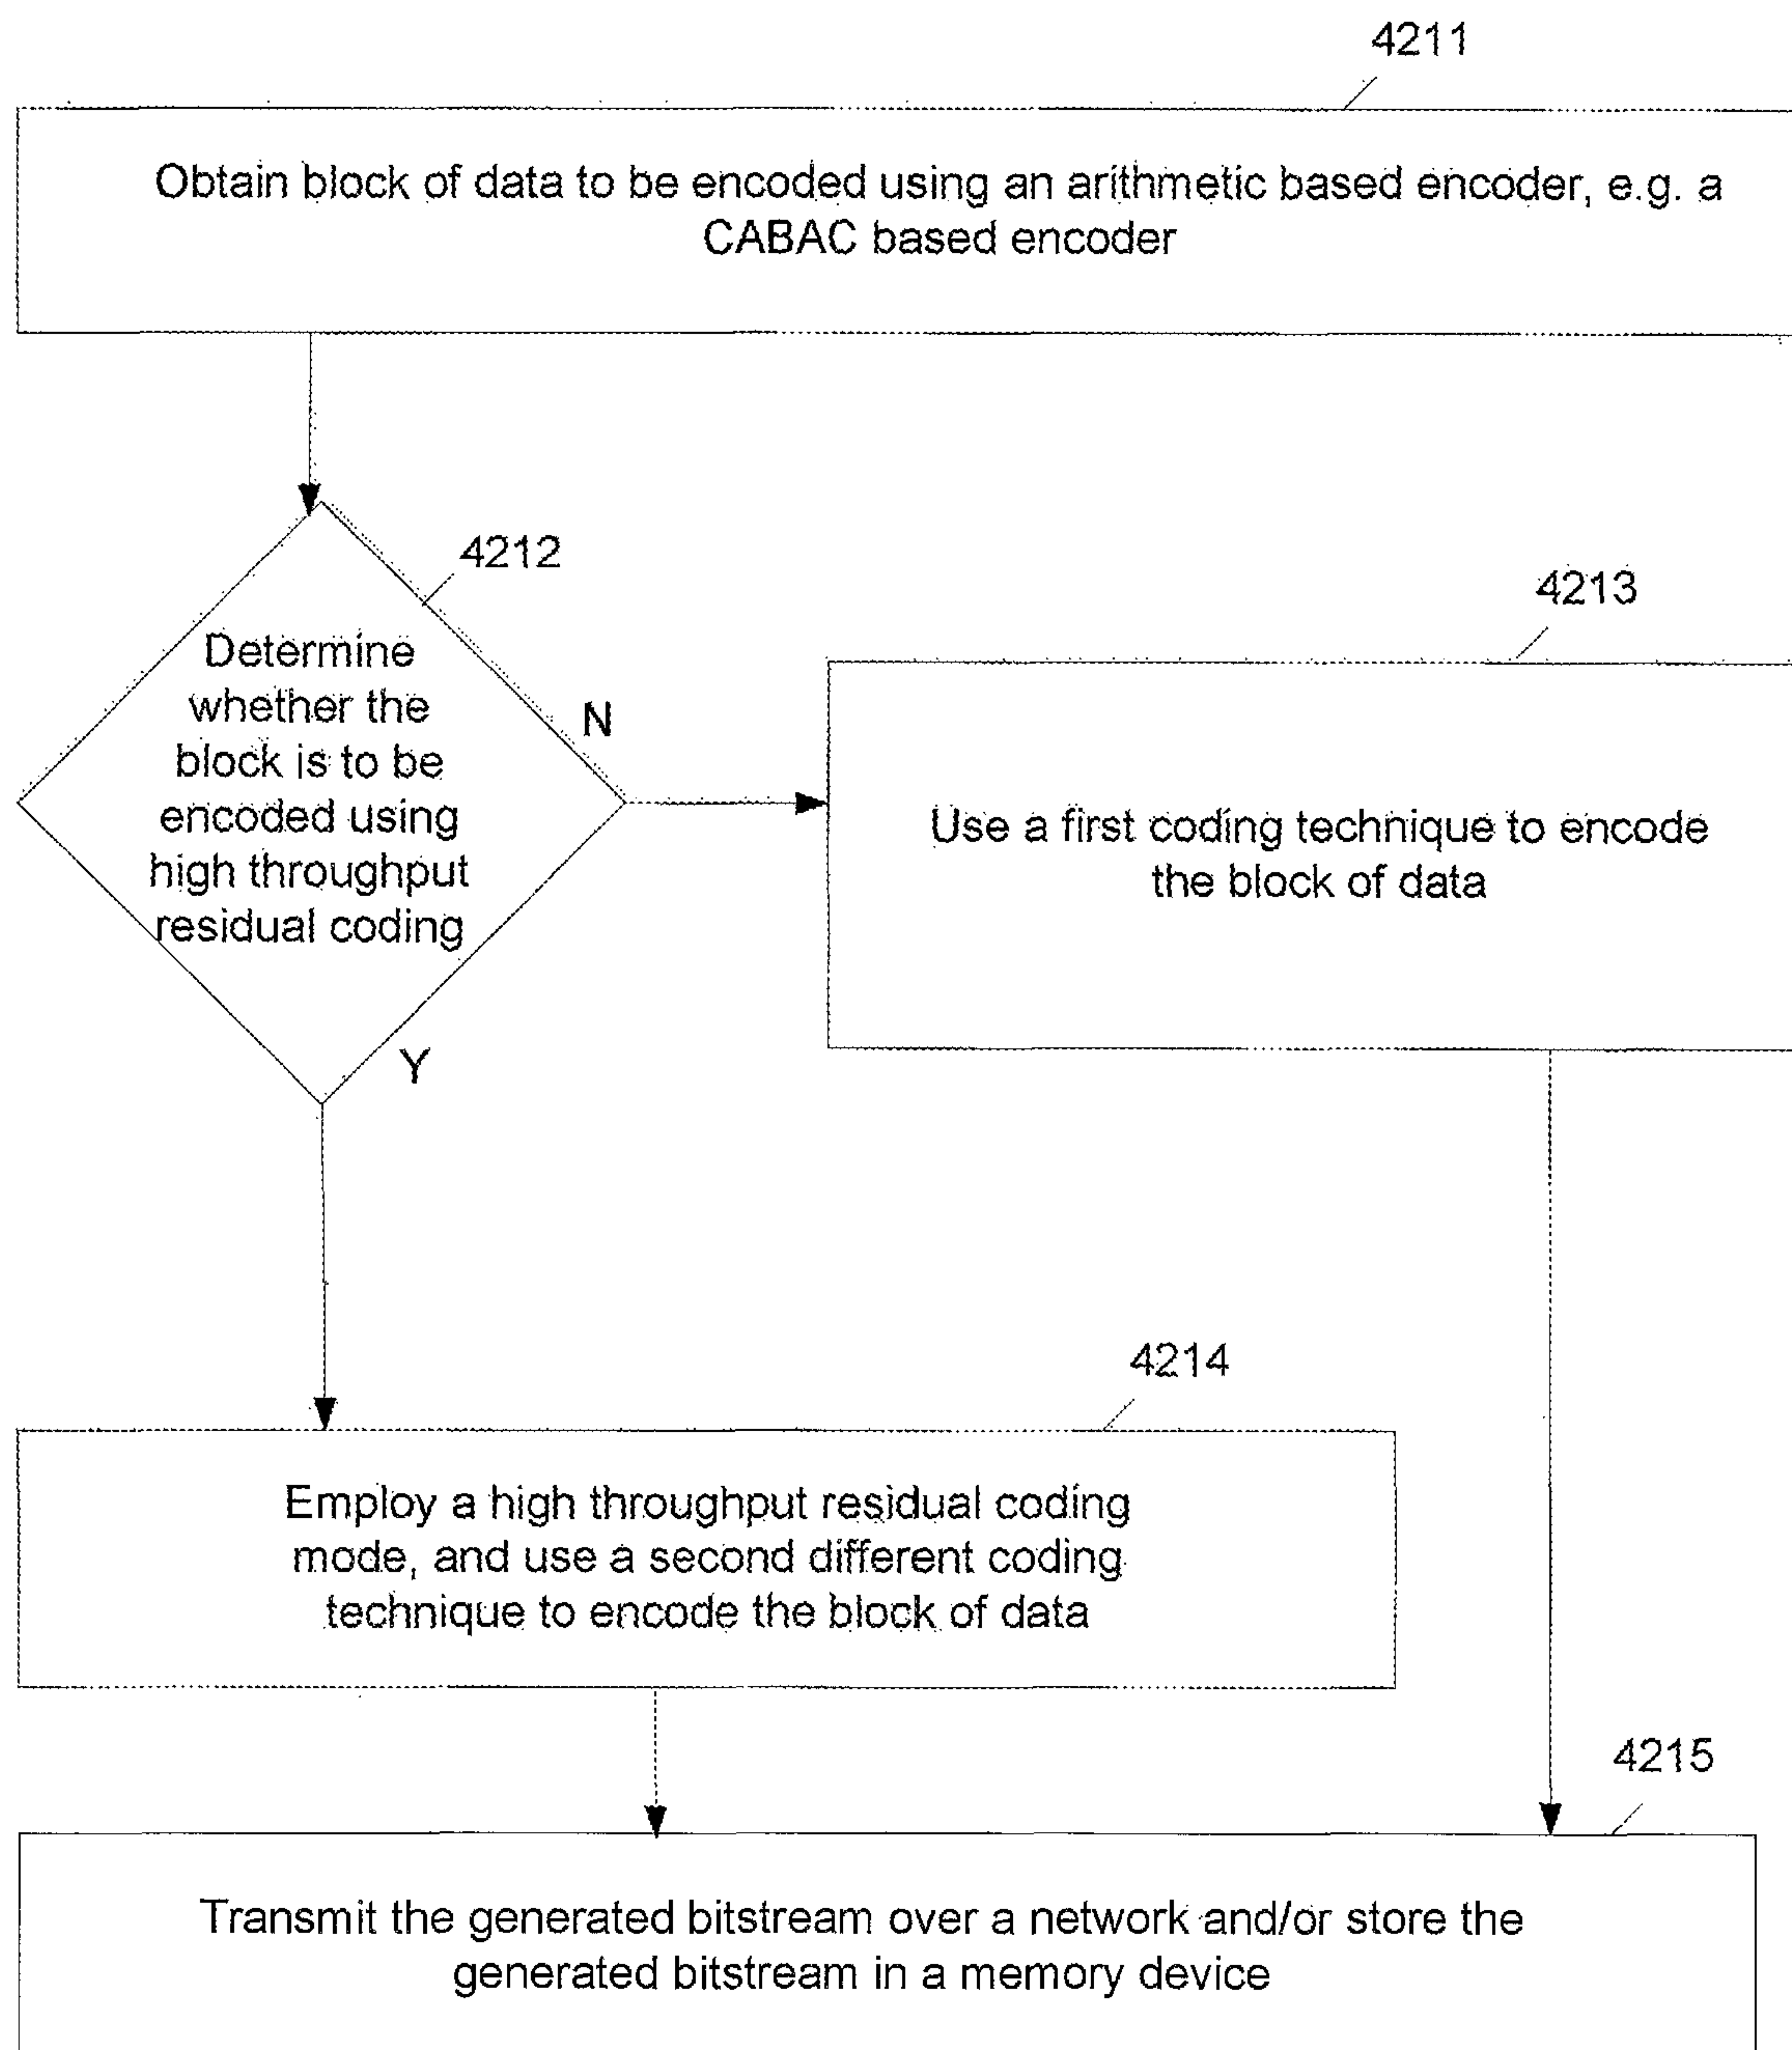 4211
Obtain block of data to be encoded using an arithmetic based encoder, e.g. a
CABAC based encoder
4212
Determine
whether the
block is to be
encoded using
high throughput
residual coding
N
Y
4213
Use a first coding technique to encode
the block of data
4214
Employ a high throughput residual coding
mode, and use a second different coding
technique to encode the block of data
4215
Transmit the generated bitstream over a network and/or store the
generated bitstream in a memory device